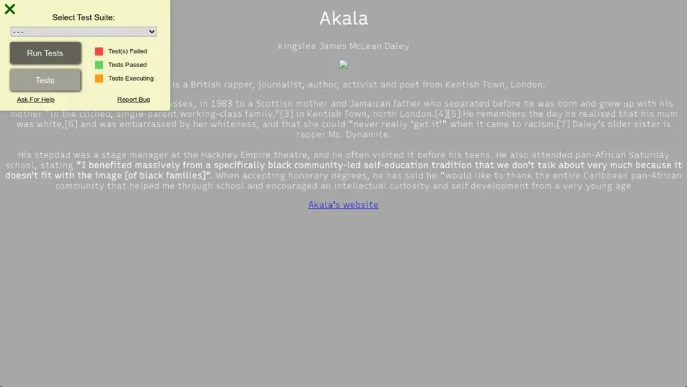 Select Test Suite:
---
Run Tests
Test(s) Failed
Tests Passed
Tests Executing
Tests
Ask For Help
Report Bug
Akala
Kingslee James McLean Daley
is a British rapper, journalist, author, activist and poet from Kentish Town, London.
ssex, in 1983 to a Scottish mother and Jamaican father who separated before he was born and grew up with his
mother "in the cliched, single-parent working-class family,"[3] in Kentish Town, north London.[4][5] He remembers the day he realised that his mum
was white,[6] and was embarrassed by her whiteness, and that she could "never really 'get it'" when it came to racism.[7] Daley's older sister is
rapper Ms. Dynamite.
His stepdad was a stage manager at the Hackney Empire theatre, and he often visited it before his teens. He also attended pan-African Saturday
school, stating "I benefited massively from a specifically black community-led self-education tradition that we don't talk about very much because it
doesn't fit with the image [of black families]". When accepting honorary degrees, he has said he "would like to thank the entire Caribbean pan-African
community that helped me through school and encouraged an intellectual curiosity and self development from a very young age
Akala's website